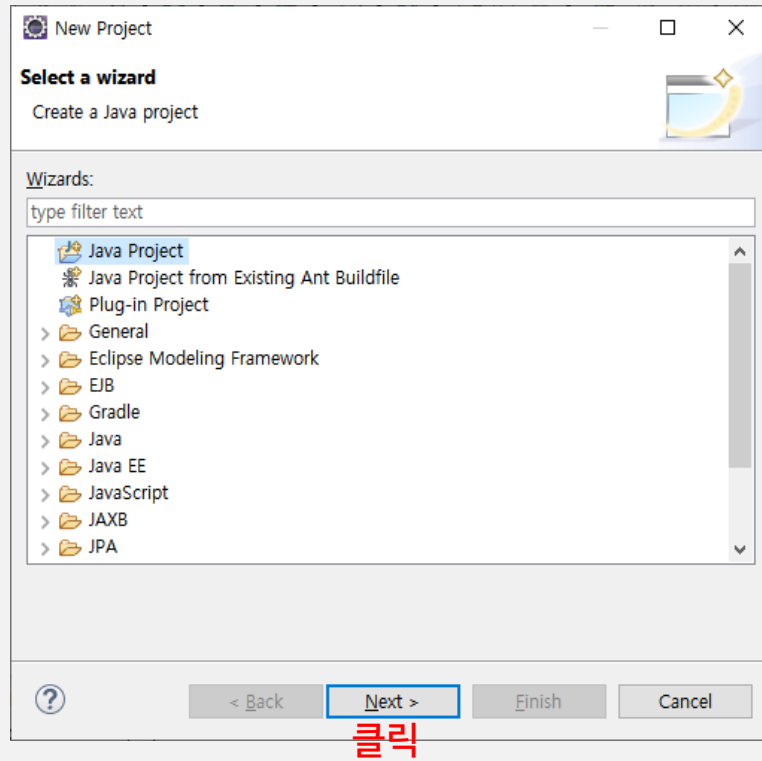 New Project
Select a wizard
Create a Java project
Wizards:
type filter text
Java Project
Java Project from Existing Ant Buildfile
Plug-in Project
General
Eclipse Modeling Framework
EJB
Gradle
Java
Java EE
JavaScript
JAXB
JPA
? < Back Next > Finish Cancel
클릭